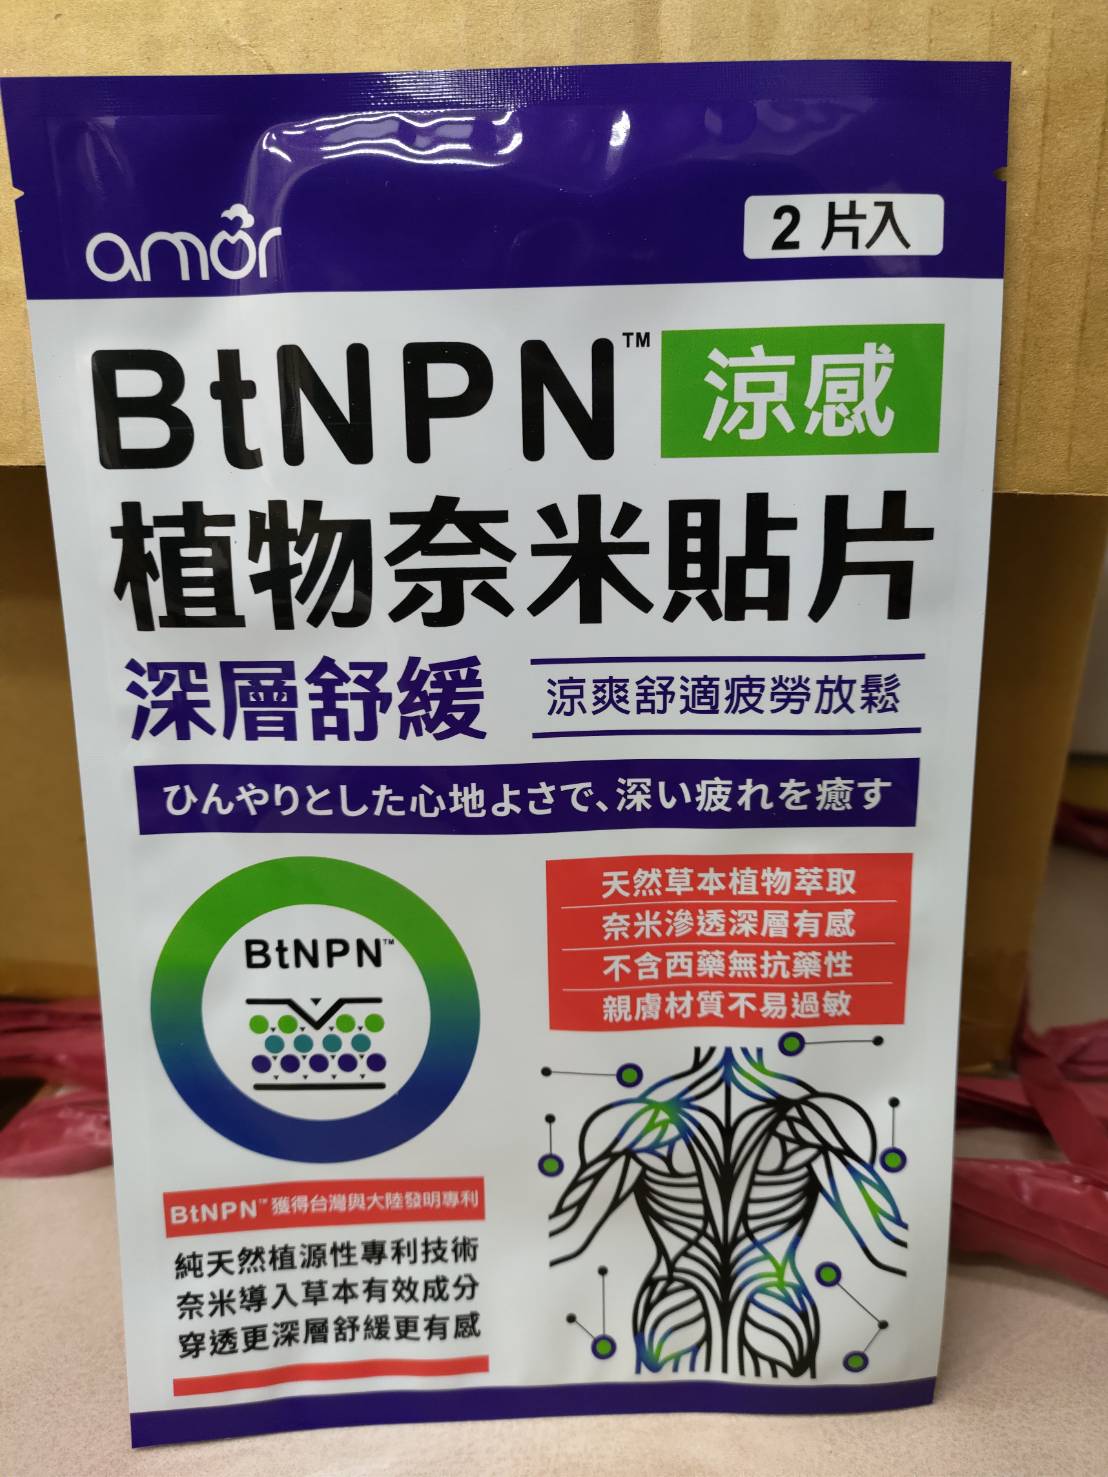 amor
2 片入
BtNPN™ 涼感
植物奈米貼片
深層舒緩 涼爽舒適疲勞放鬆
ひんやりとした心地よさで、深い疲れを癒す
BtNPN™
天然草本植物萃取
奈米滲透深層有感
不含西藥無抗藥性
親膚材質不易過敏
BtNPN™獲得台灣與大陸發明專利
純天然植源性專利技術
奈米導入草本有效成分
穿透更深層舒緩更有感